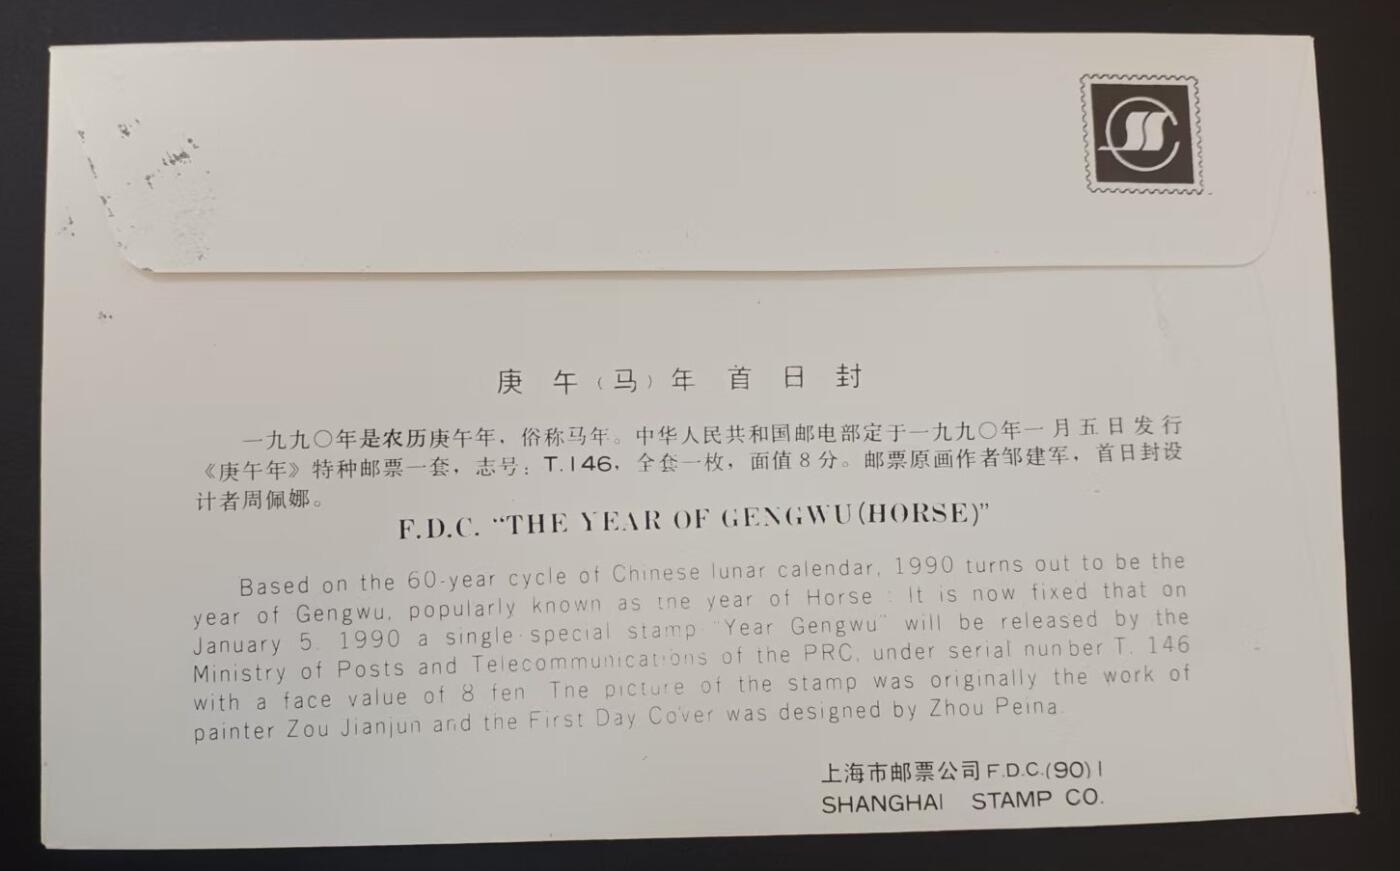 庚午(马)年首日封
一九九〇年是农历庚午年，俗称马年。中华人民共和国邮电部定于一九九〇年一月五日发行
《庚午年》特种邮票一套，志号：T.146，全套一枚，面值8分。邮票原画作者邹建军，首日封设
计者周佩娜。
F.D.C. “THE YEAR OF GENGWU(HORSE)”
Based on the 60-year cycle of Chinese lunar calendar, 1990 turns out to be the
year of Gengwu, popularly known as tne year of Horse : It is now fixed that on
January 5. 1990 a single special stamp "Year Gengwu" will be released by the
Ministry of Posts and Telecommunications of the PRC, under serial nunber T. 146
with a face value of 8 fen The picture of the stamp was originally the work of
painter Zou Jianjun and the First Day Cover was designed by Zhou Peina.
上海市邮票公司 F.D.C.(90) 1
SHANGHAI STAMP CO.